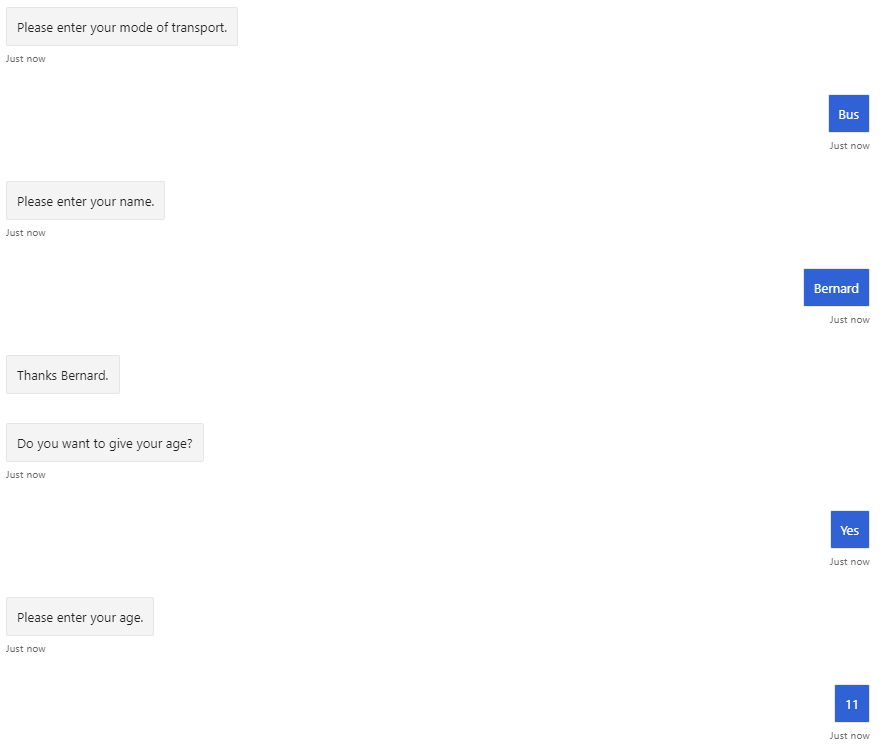 Please enter your mode of transport.
Just now
Bus
Just now
Please enter your name.
Just now
Bernard
Just now
Thanks Bernard.
Do you want to give your age?
Just now
Yes
Just now
Please enter your age.
Just now
11
Just now